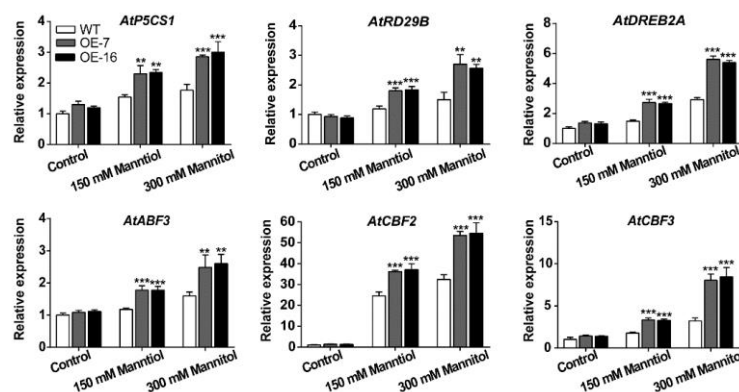 AtP5CS1
WT
OE-7
OE-16
Relative expression
4
3
2
1
0
**
**
***
***
Control
150 mM Manntiol
300 mM Mannitol
AtRD29B
Relative expression
4
3
2
1
0
***
***
**
**
Control
150 mM Manntiol
300 mM Mannitol
AtDREB2A
Relative expression
8
6
4
2
0
***
***
***
***
Control
150 mM Manntiol
300 mM Mannitol
AtABF3
Relative expression
4
3
2
1
0
***
***
**
**
Control
150 mM Manntiol
300 mM Mannitol
AtCBF2
Relative expression
60
50
40
30
20
10
0
***
***
***
***
Control
150 mM Manntiol
300 mM Mannitol
AtCBF3
Relative expression
15
10
5
0
***
***
***
***
Control
150 mM Manntiol
300 mM Mannitol